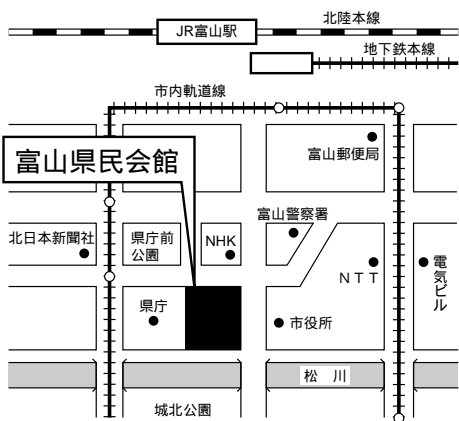 北陸本線
JR富山駅
地下鉄本線
市内軌道線
富山郵便局
富山県民会館
富山警察署
北日本新聞社
県庁前
公園
NHK
NTT
電気ビル
県庁
市役所
松 川
城北公園